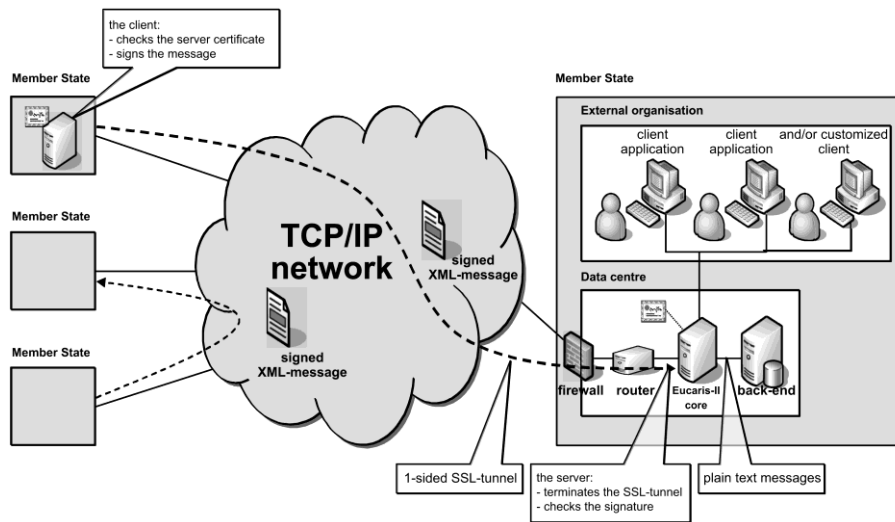 the client:
- checks the server certificate
- signs the message
Member State
Member State
External organisation
client
application
client
application
and/or customized
client
Member State
TCP/IP
network
signed
XML-message
signed
XML-message
Data centre
Member State
firewall
router
Eucaris-II
core
back-end
1-sided SSL-tunnel
the server:
- terminates the SSL-tunnel
- checks the signature
plain text messages